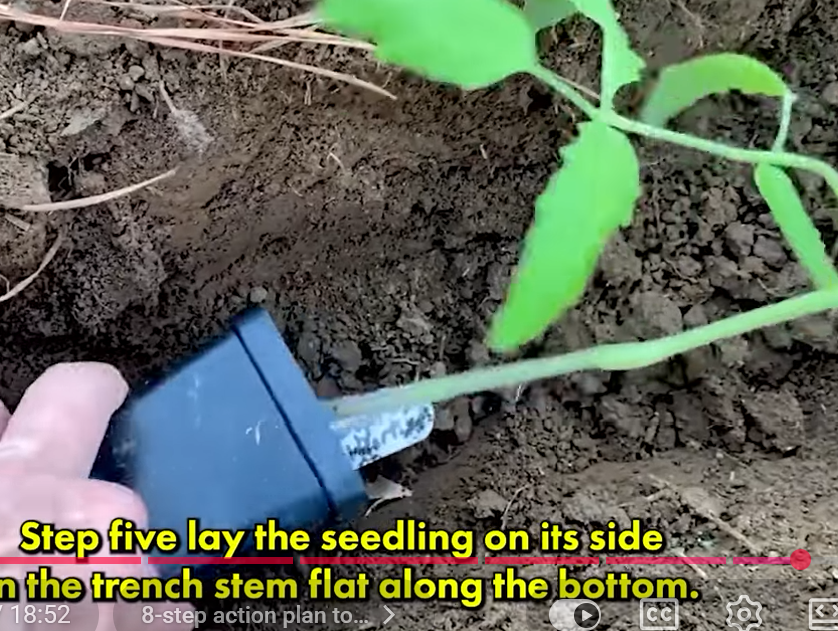 Step five lay the seedling on its side
n the trench stem flat along the bottom.
/ 18:52 8-step action plan to... >
CC